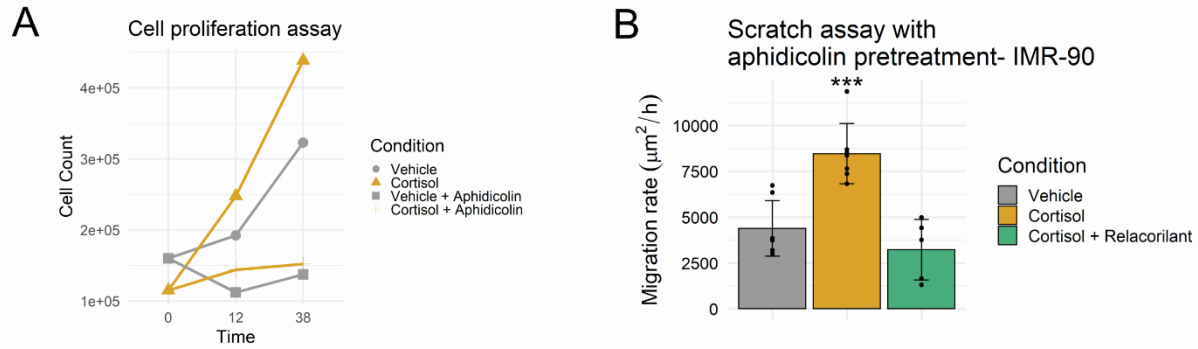 A
Cell proliferation assay
4e+05
3e+05
2e+05
1e+05
Cell Count
0
12
38
Time
Condition
Vehicle
Cortisol
Vehicle + Aphidicolin
Cortisol + Aphidicolin
B
Scratch assay with
aphidicolin pretreatment- IMR-90
***
10000
7500
5000
2500
0
Migration rate (μm²/h)
Condition
Vehicle
Cortisol
Cortisol + Relacorilant